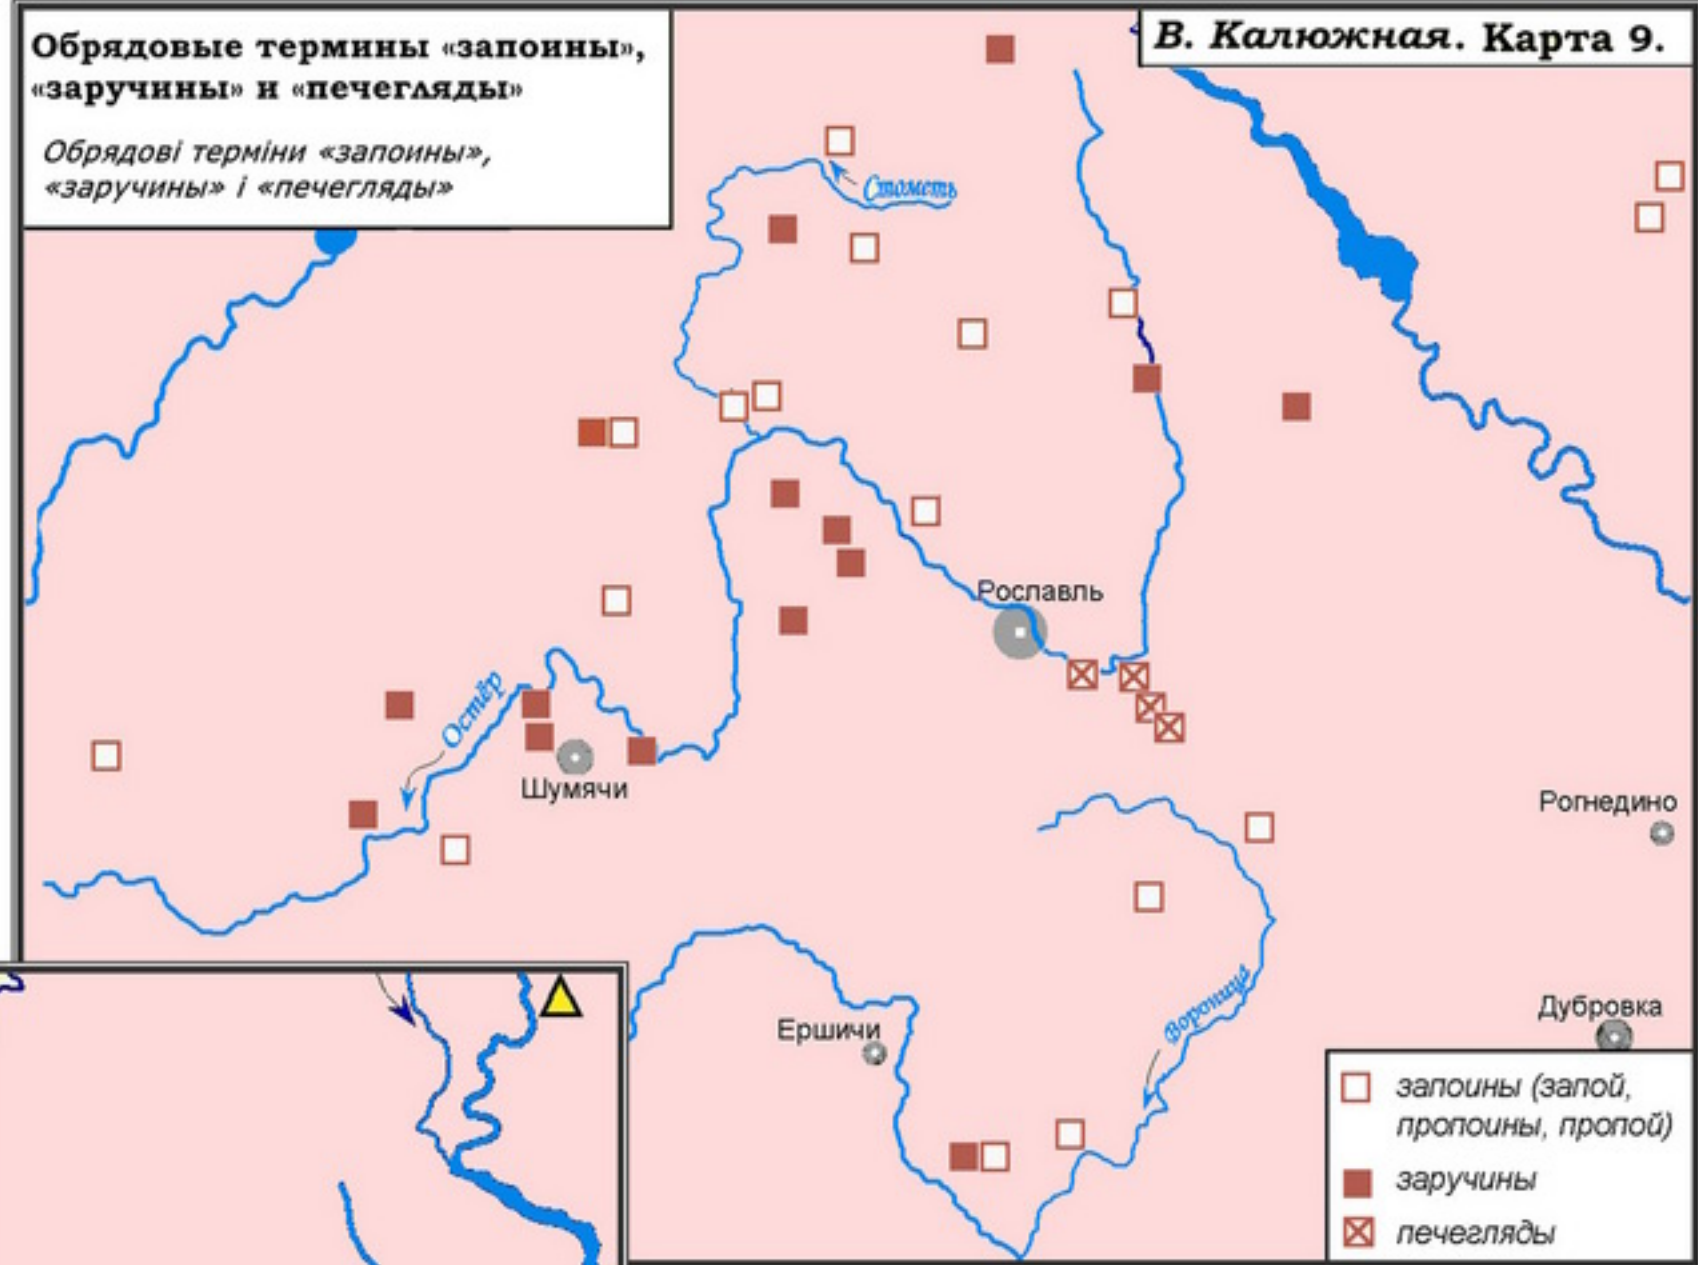 Обрядовые термины «запоины»,
«заручины» и «печегляды»
Обрядові терміни «запоины»,
«заручины» і «печегляды»
В. Калюжная. Карта 9.
Стометь
Рославль
Остёр
Шумячи
Рогнедино
Вороница
Ершичи
Дубровка
запоины (запой,
пропоины, пропой)
заручины
печегляды